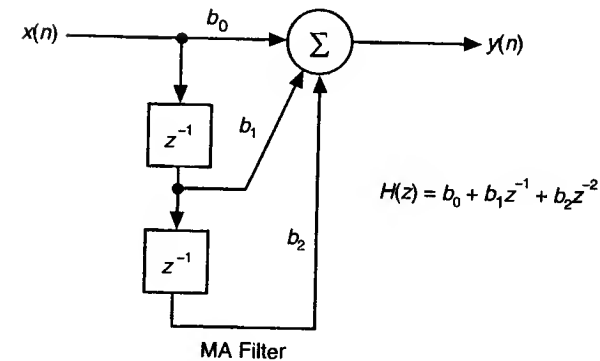 x(n)
b₀
Σ
y(n)
z⁻¹
b₁
H(z) = b₀ + b₁z⁻¹ + b₂z⁻²
b₂
z⁻¹
MA Filter